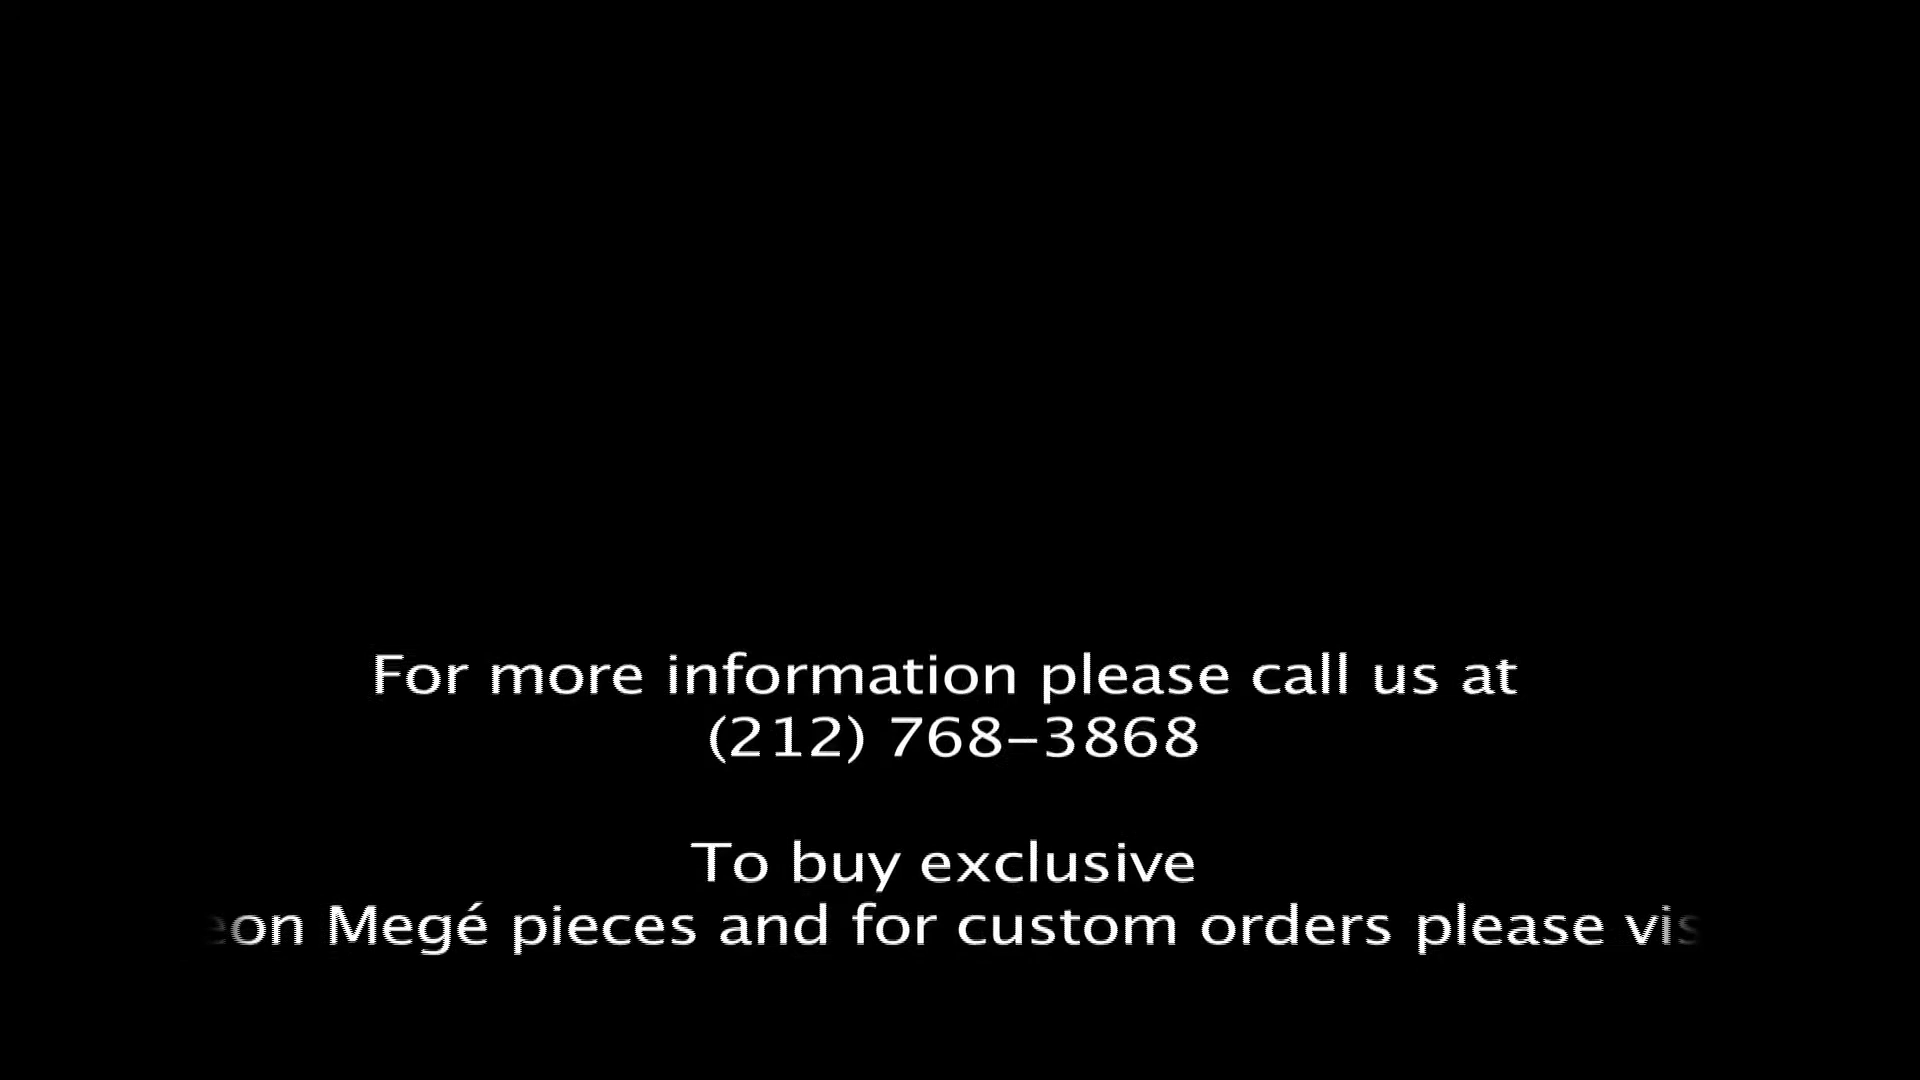 For more information please call us at
(212) 768-3868
To buy exclusive
eon Megé pieces and for custom orders please vis